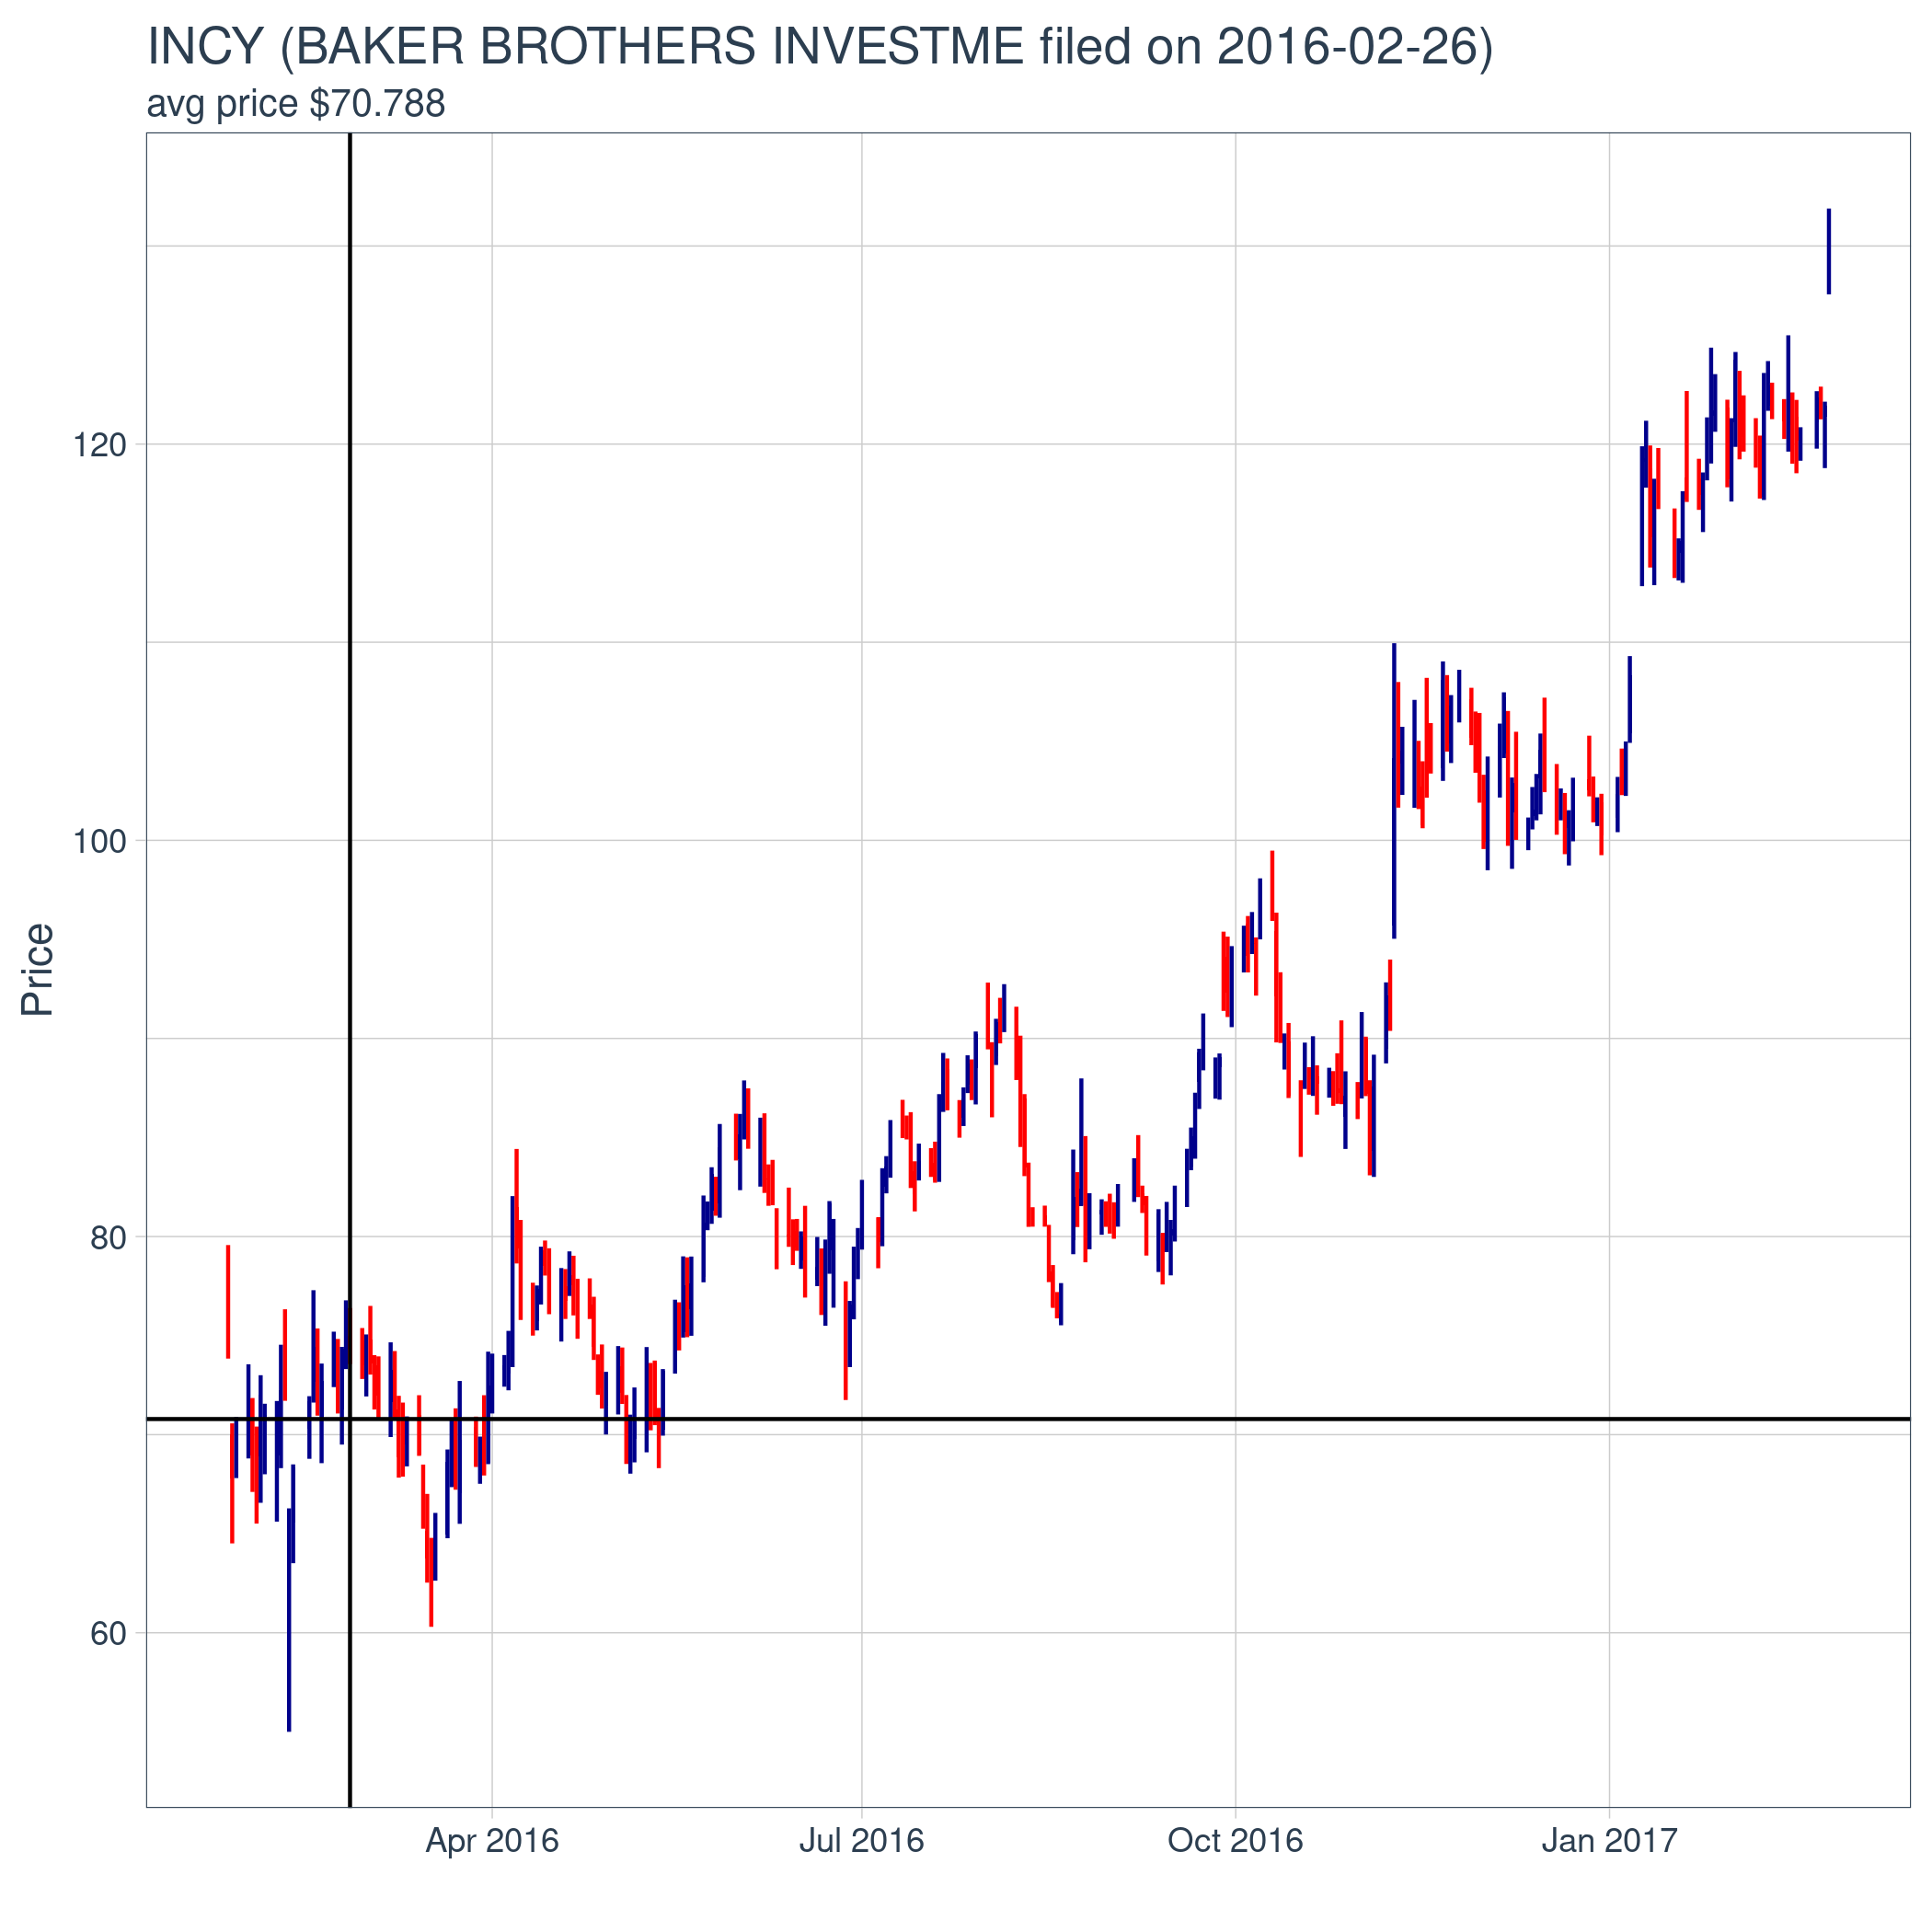 INCY (BAKER BROTHERS INVESTME filed on 2016-02-26)
avg price $70.788
120
100
Price
80
60
Apr 2016
Jul 2016
Oct 2016
Jan 2017